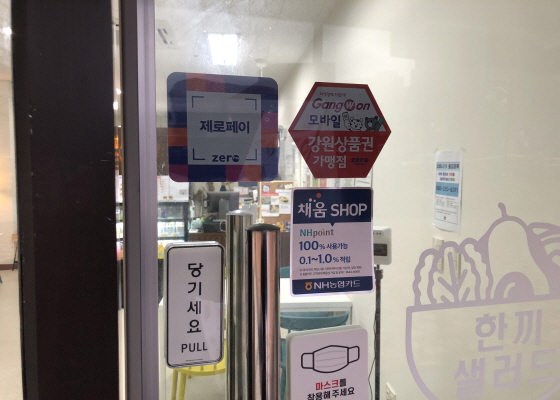 제로페이
zero
Gangwon
모바일
강원상품권
가맹점
채움 SHOP
NHpoint
100% 사용가능
0.1~1.0% 적립
NH농협카드
당기세요
PULL
마스크를
착용해주세요
한끼
샐러드